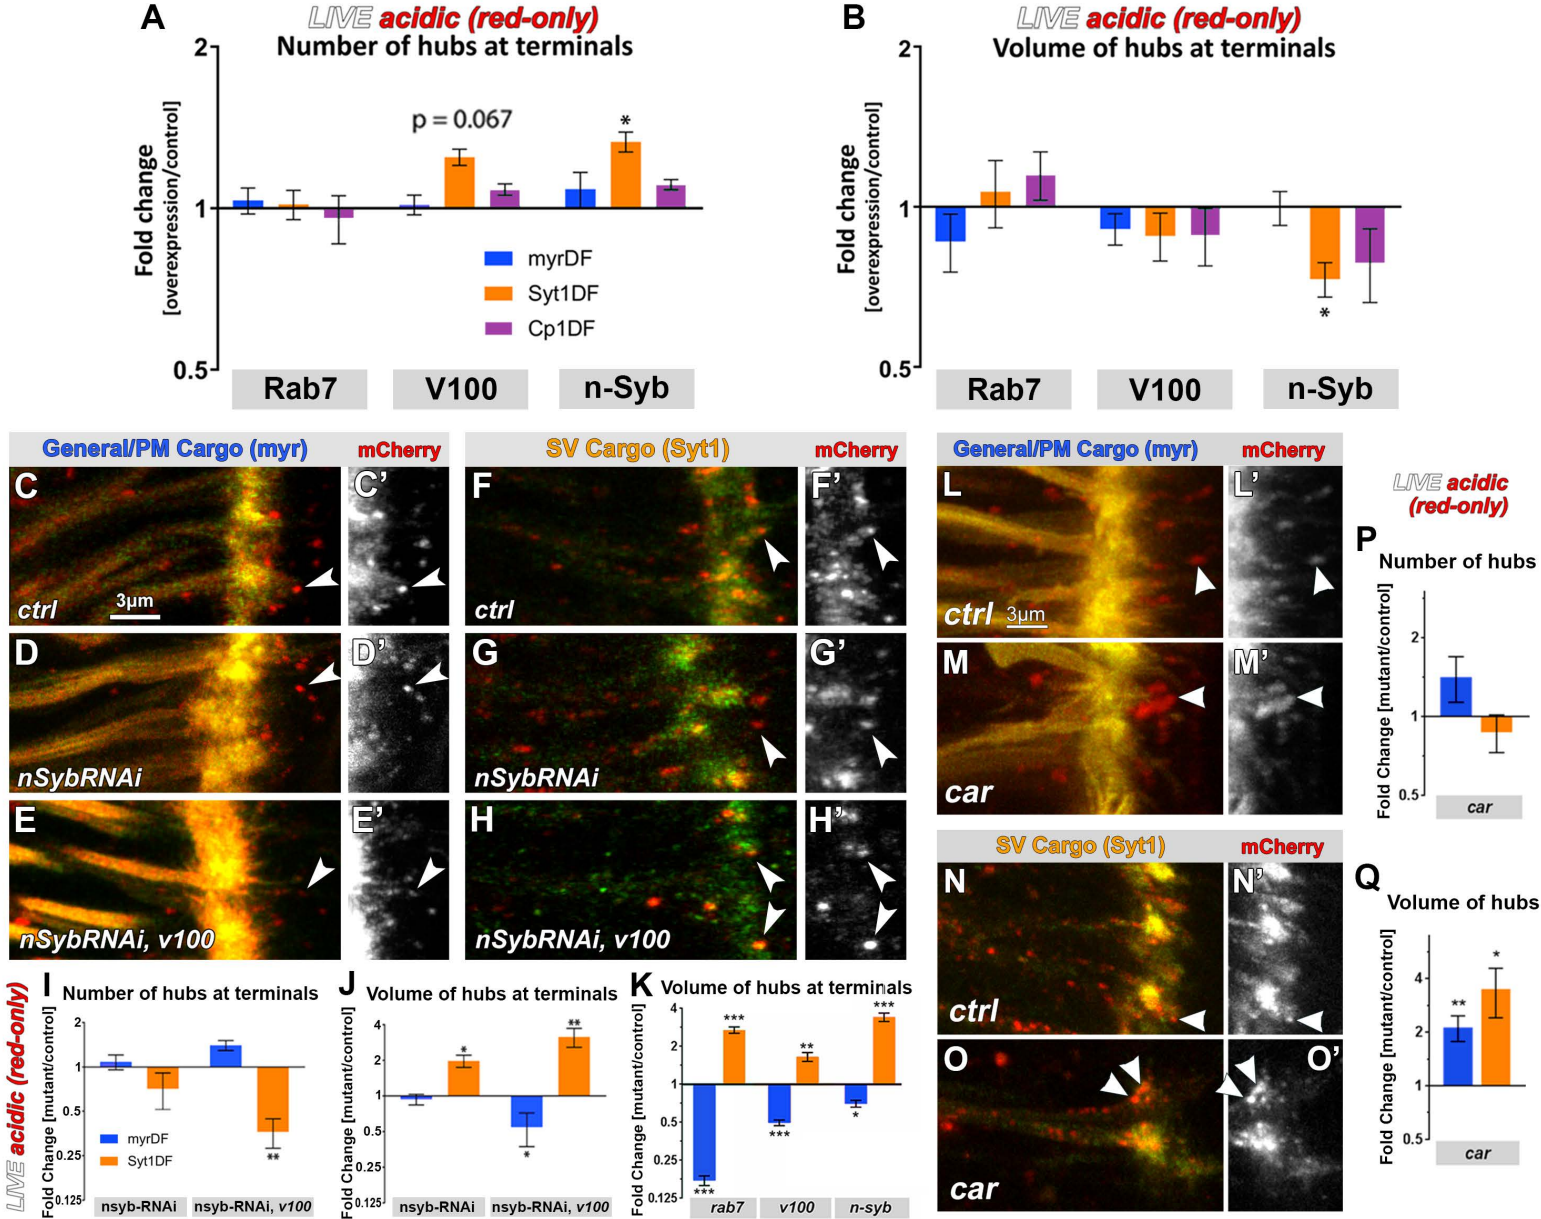 A
LIVE acidic (red-only)
Number of hubs at terminals
Fold change
[overexpression/control]
2
1
0.5
p = 0.067
*
myrDF
Syt1DF
Cp1DF
Rab7
V100
n-Syb
B
LIVE acidic (red-only)
Volume of hubs at terminals
Fold change
[overexpression/control]
2
1
0.5
*
Rab7
V100
n-Syb
General/PM Cargo (myr)
mCherry
C
C’
ctrl
3µm
D
D’
nSybRNAi
E
E’
nSybRNAi, v100
SV Cargo (Syt1)
mCherry
F
F’
ctrl
G
G’
nSybRNAi
H
H’
nSybRNAi, v100
LIVE acidic (red-only)
I
Number of hubs at terminals
Fold Change [mutant/control]
2
1
0.5
0.25
0.125
myrDF
Syt1DF
**
nsyb-RNAi
nsyb-RNAi, v100
J
Volume of hubs at terminals
Fold Change [mutant/control]
4
2
1
0.5
0.25
0.125
*
**
*
nsyb-RNAi
nsyb-RNAi, v100
K
Volume of hubs at terminals
Fold Change [mutant/control]
4
2
1
0.5
0.25
0.125
***
**
***
***
***
*
rab7
v100
n-syb
General/PM Cargo (myr)
mCherry
L
L’
ctrl
3µm
M
M’
car
SV Cargo (Syt1)
mCherry
N
N’
ctrl
O
O’
car
LIVE acidic
(red-only)
P
Number of hubs
Fold Change [mutant/control]
2
1
0.5
car
Q
Volume of hubs
Fold Change [mutant/control]
4
2
1
0.5
**
*
car